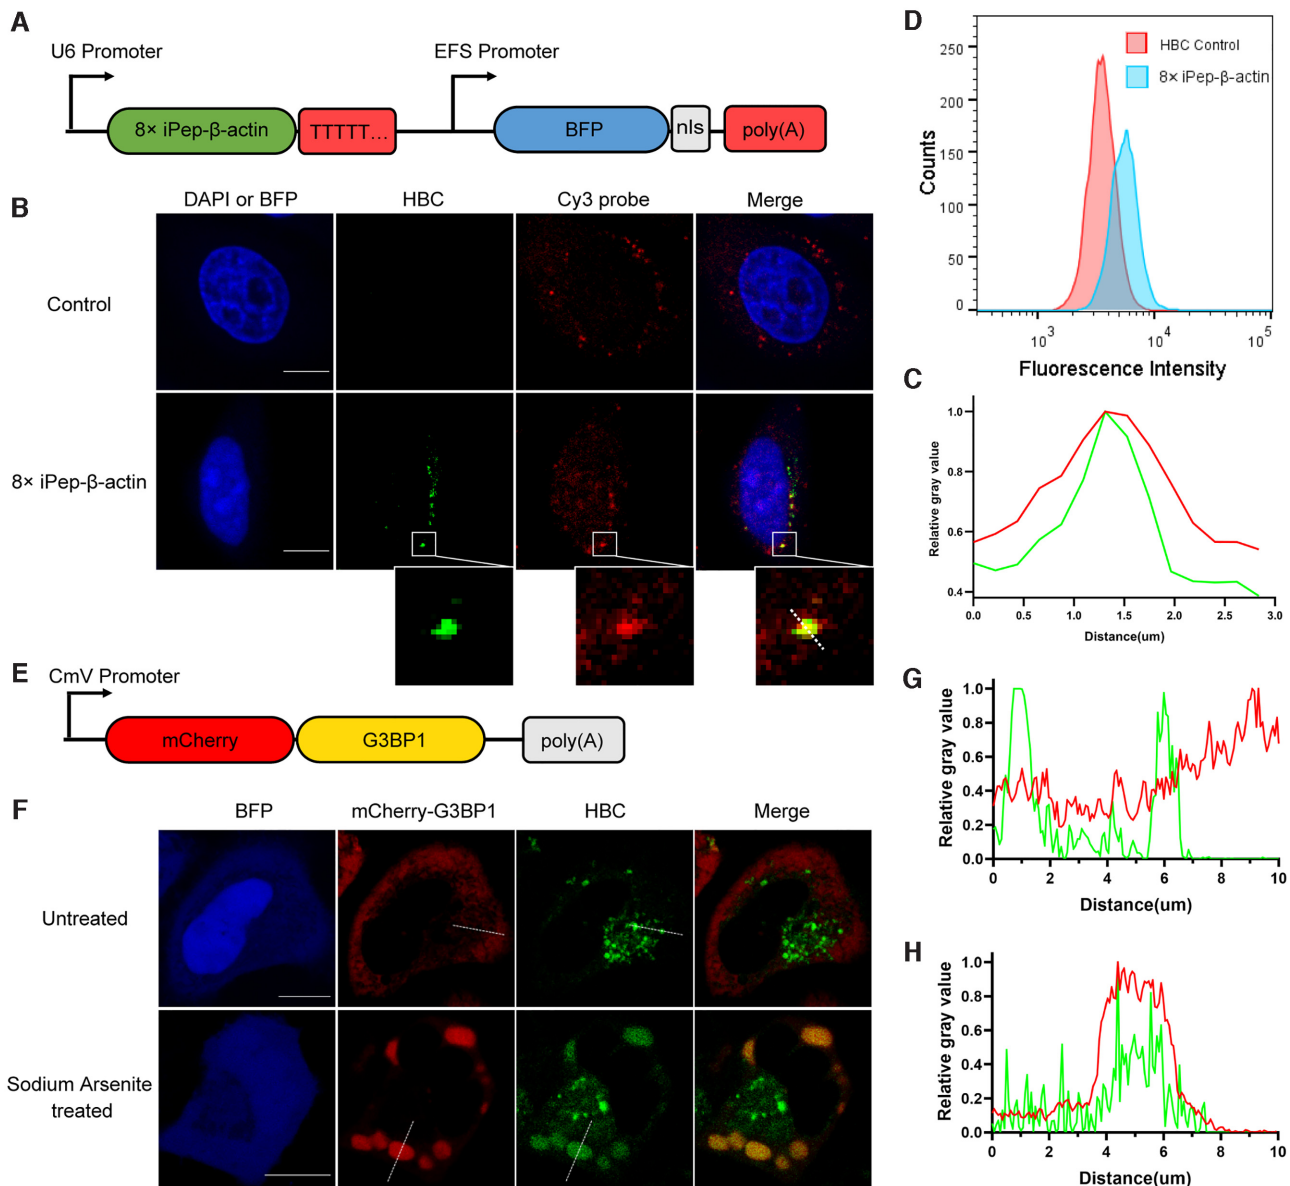 A
U6 Promoter
EFS Promoter
8× iPep-β-actin
TTTTT...
BFP
nls
poly(A)
B
DAPI or BFP
HBC
Cy3 probe
Merge
Control
8× iPep-β-actin
D
HBC Control
8× iPep-β-actin
250
200
150
100
50
0
Counts
10³
10⁴
10⁵
Fluorescence Intensity
C
1.0
0.8
0.6
0.4
Relative gray value
0.0
0.5
1.0
1.5
2.0
2.5
3.0
Distance(um)
E
CmV Promoter
mCherry
G3BP1
poly(A)
F
BFP
mCherry-G3BP1
HBC
Merge
Untreated
Sodium Arsenite
treated
G
1.0
0.8
0.6
0.4
0.2
0.0
Relative gray value
0
2
4
6
8
10
Distance(um)
H
1.0
0.8
0.6
0.4
0.2
0.0
Relative gray value
0
2
4
6
8
10
Distance(um)